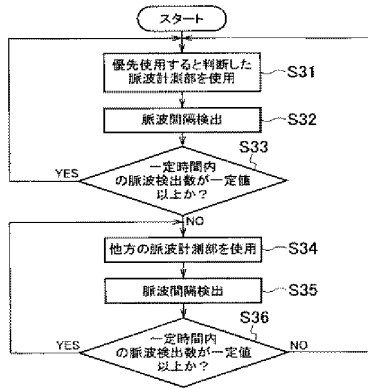 スタート
優先使用すると判断した
脈波計測部を使用
S31
脈波間隔検出
S32
S33
一定時間内
の脈波検出数が一定値
以上か？
YES
NO
他方の脈波計測部を使用
S34
脈波間隔検出
S35
S36
一定時間内
の脈波検出数が一定値
以上か？
YES
NO